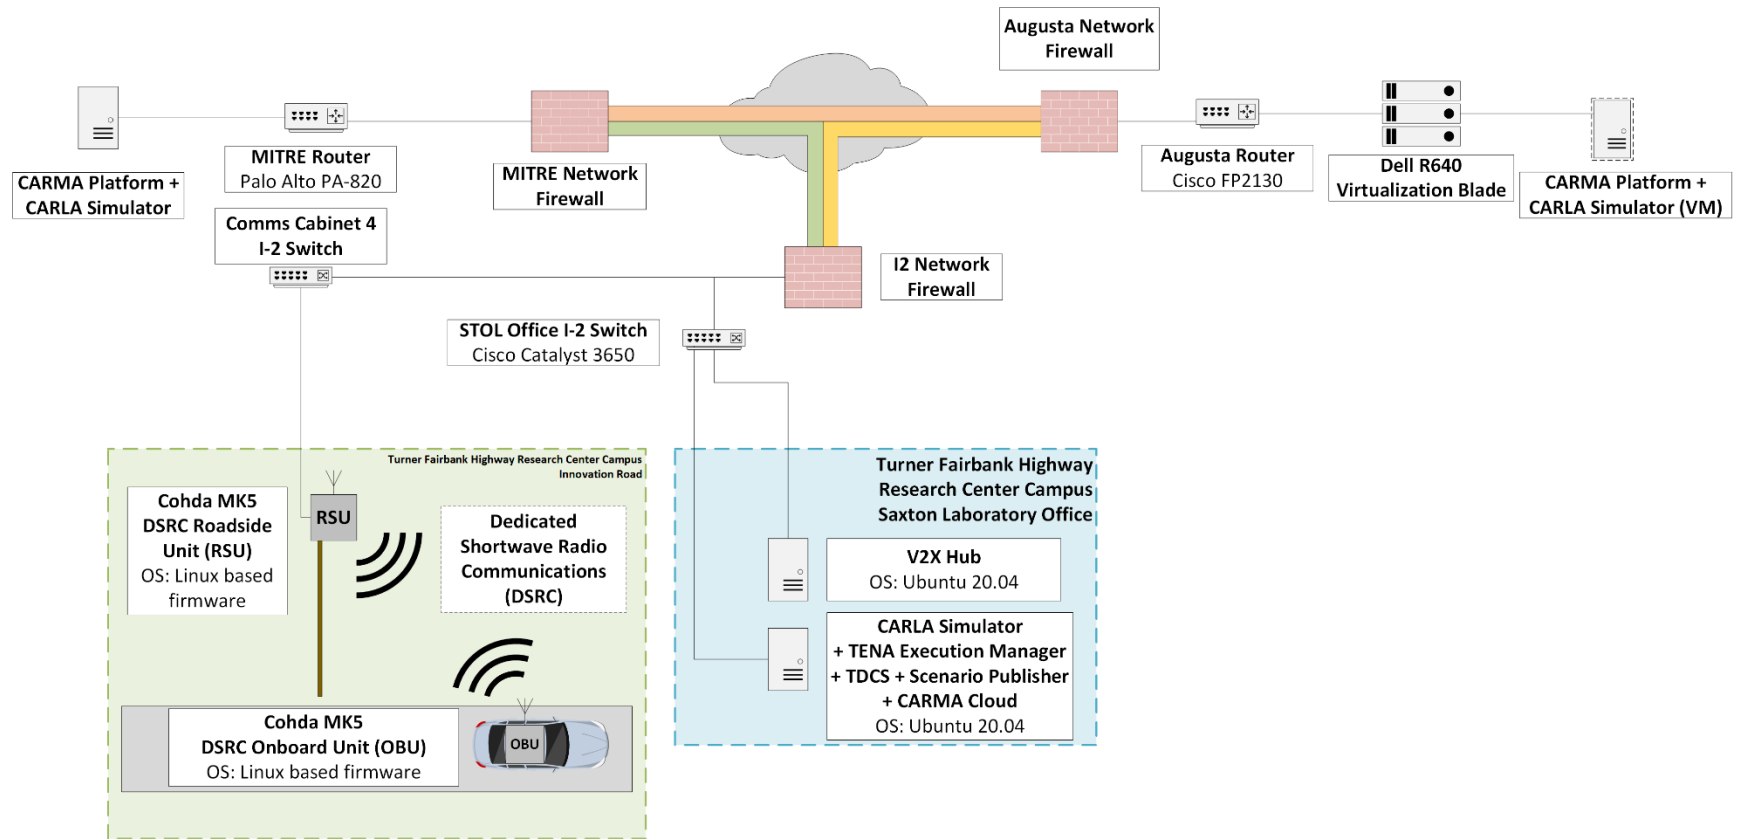 Augusta Network
Firewall
MITRE Router
Palo Alto PA-820
MITRE Network
Firewall
Augusta Router
Cisco FP2130
Dell R640
Virtualization Blade
CARMA Platform +
CARLA Simulator
CARMA Platform +
CARLA Simulator (VM)
Comms Cabinet 4
I-2 Switch
I2 Network
Firewall
STOL Office I-2 Switch
Cisco Catalyst 3650
Turner Fairbank Highway Research Center Campus
Innovation Road
Cohda MK5
DSRC Roadside
Unit (RSU)
OS: Linux based
firmware
RSU
Dedicated
Shortwave Radio
Communications
(DSRC)
Cohda MK5
DSRC Onboard Unit (OBU)
OS: Linux based firmware
OBU
Turner Fairbank Highway
Research Center Campus
Saxton Laboratory Office
V2X Hub
OS: Ubuntu 20.04
CARLA Simulator
+ TENA Execution Manager
+ TDCS + Scenario Publisher
+ CARMA Cloud
OS: Ubuntu 20.04